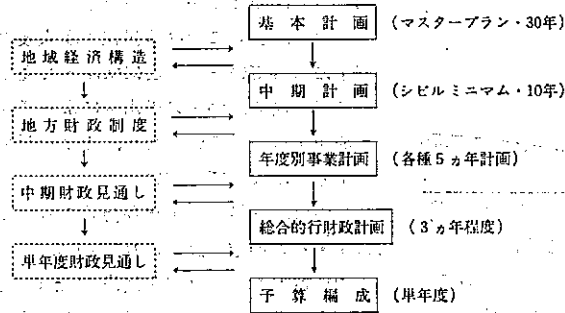 基本計画 (マスタープラン・30年)
地域経済構造
中期計画 (シビルミニマム・10年)
地方財政制度
年度別事業計画 (各種5ヵ年計画)
中期財政見通し
総合的行財政計画 (3ヵ年程度)
単年度財政見通し
予算編成 (単年度)